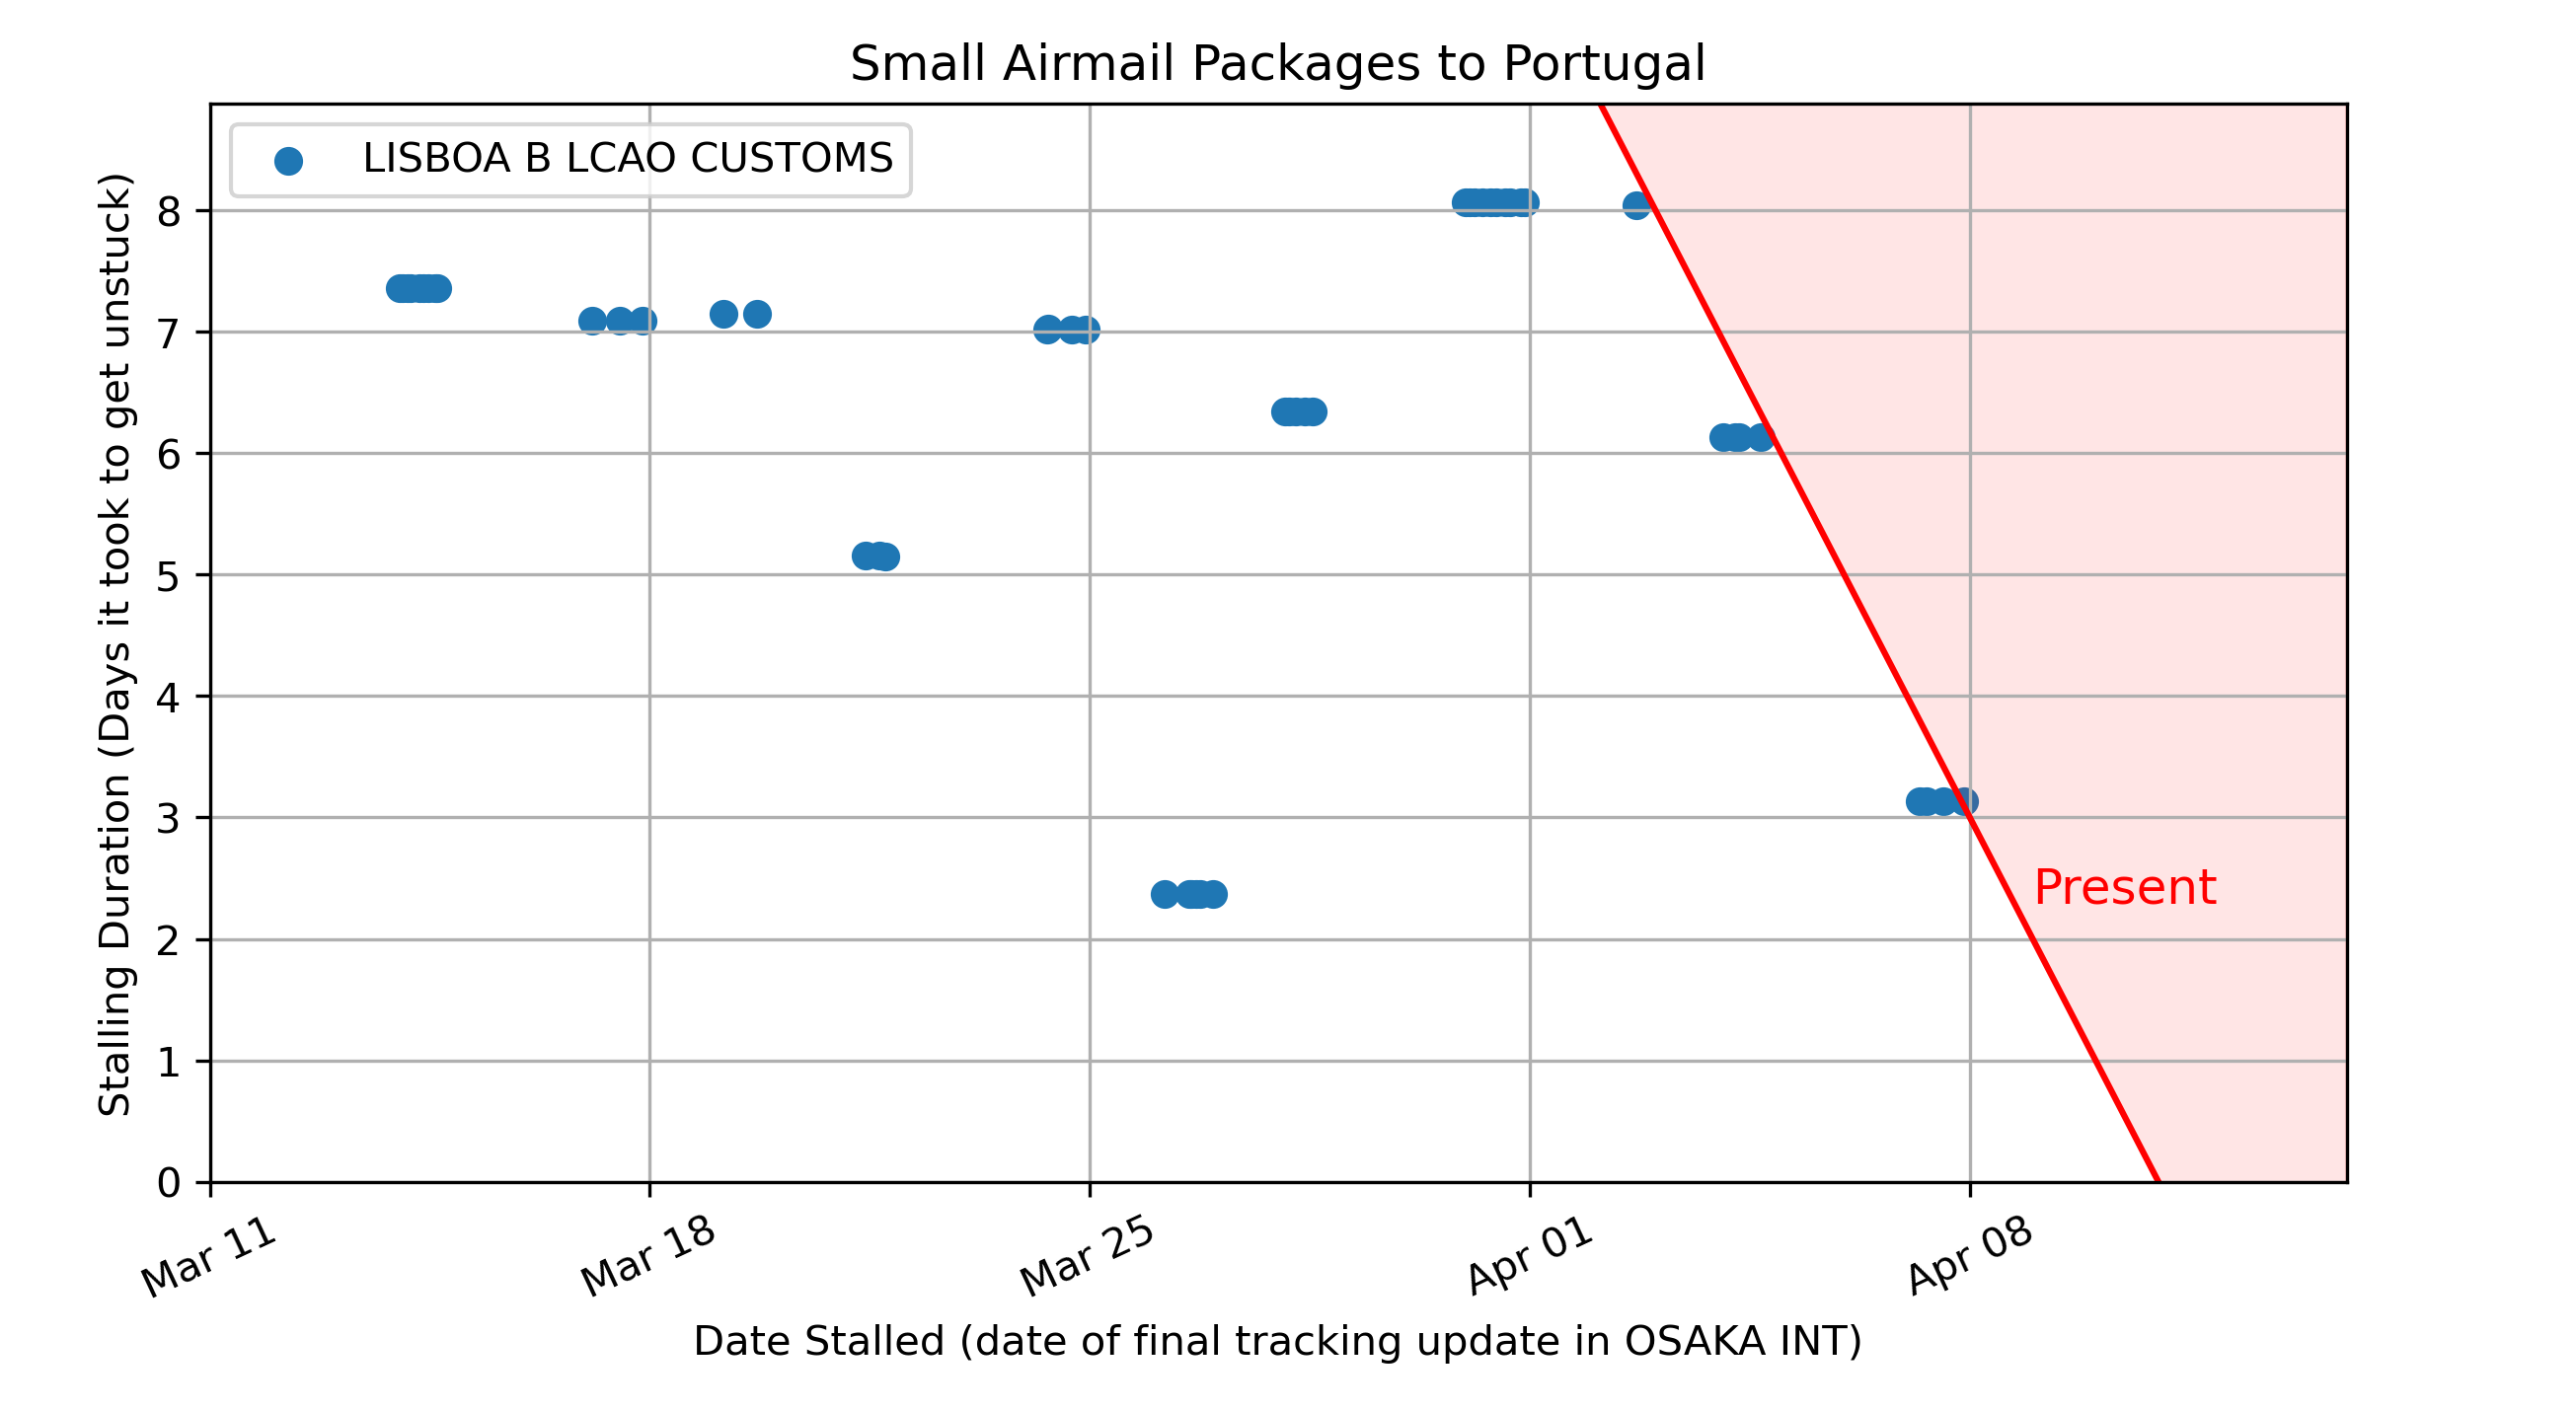 Small Airmail Packages to Portugal
LISBOA B LCAO CUSTOMS
Stalling Duration (Days it took to get unstuck)
8
7
6
5
4
3
2
1
0
Present
Mar 11
Mar 18
Mar 25
Apr 01
Apr 08
Date Stalled (date of final tracking update in OSAKA INT)